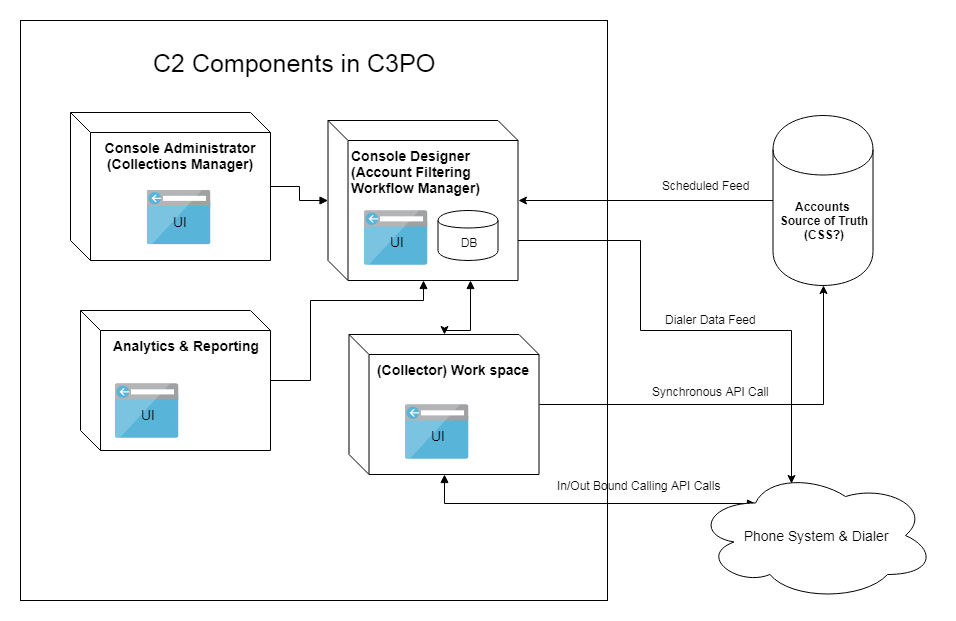 C2 Components in C3PO
Console Administrator
(Collections Manager)
UI
Console Designer
(Account Filtering
Workflow Manager)
UI
DB
Scheduled Feed
Accounts
Source of Truth
(CSS?)
Analytics & Reporting
UI
Dialer Data Feed
(Collector) Work space
UI
Synchronous API Call
In/Out Bound Calling API Calls
Phone System & Dialer